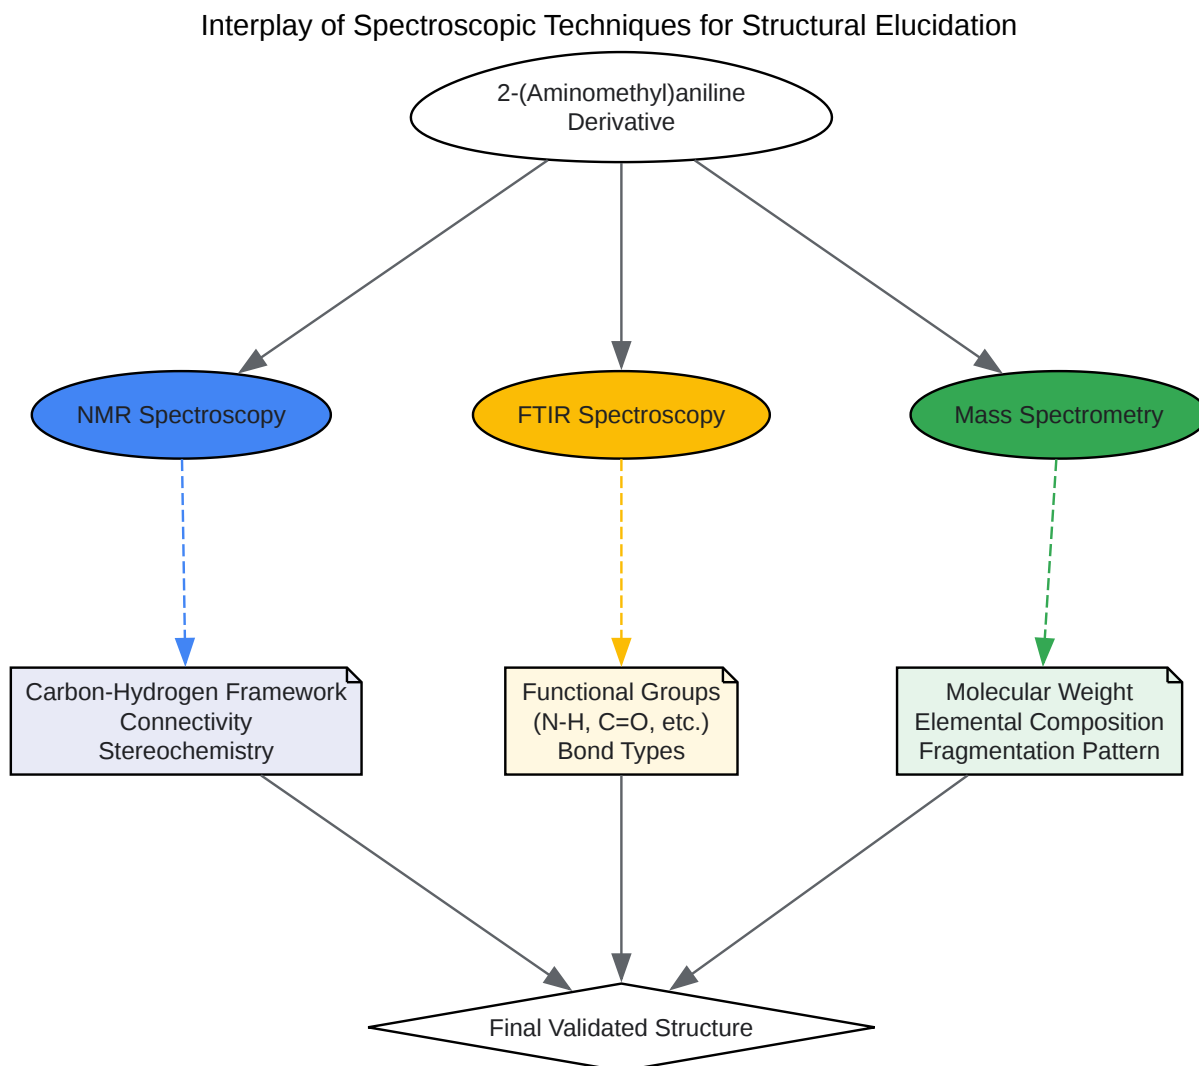 Interplay of Spectroscopic Techniques for Structural Elucidation
2-(Aminomethyl)aniline
Derivative
NMR Spectroscopy
FTIR Spectroscopy
Mass Spectrometry
Carbon-Hydrogen Framework
Connectivity
Stereochemistry
Functional Groups
(N-H, C=O, etc.)
Bond Types
Molecular Weight
Elemental Composition
Fragmentation Pattern
Final Validated Structure